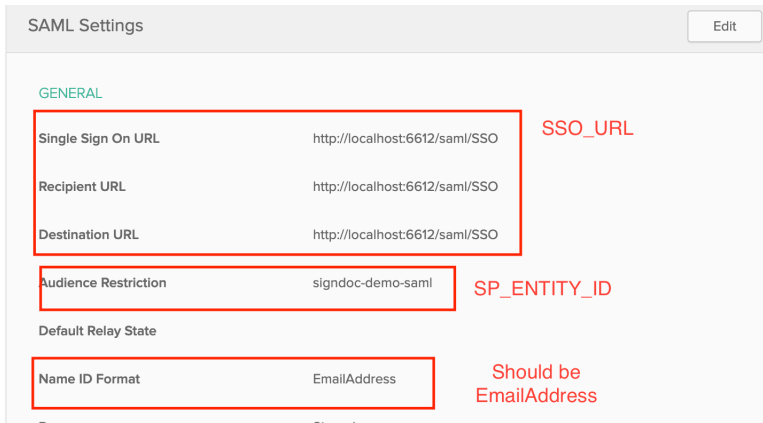 SAML Settings Edit
GENERAL
Single Sign On URL http://localhost:6612/saml/SSO SSO_URL
Recipient URL http://localhost:6612/saml/SSO
Destination URL http://localhost:6612/saml/SSO
Audience Restriction signdoc-demo-saml SP_ENTITY_ID
Default Relay State
Name ID Format EmailAddress Should be
EmailAddress